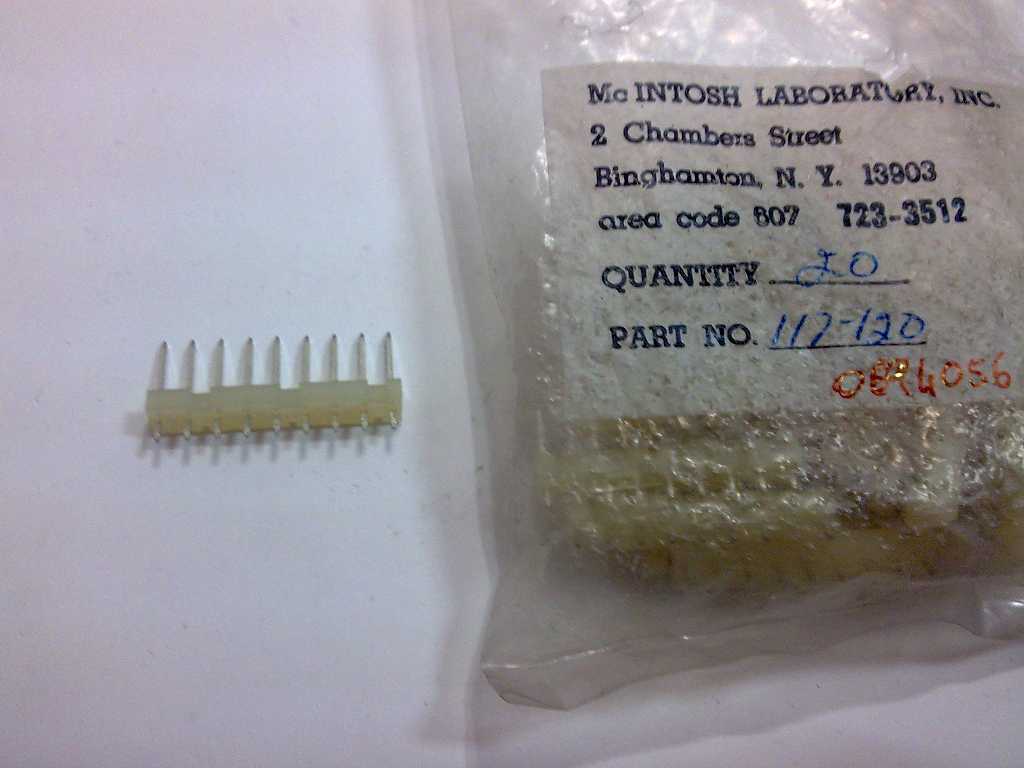 Mc INTOSH LABORATORY, INC.
2 Chambers Street
Binghamton, N. Y. 13903
area code 607 723-3512
QUANTITY 20
PART NO. 117-120